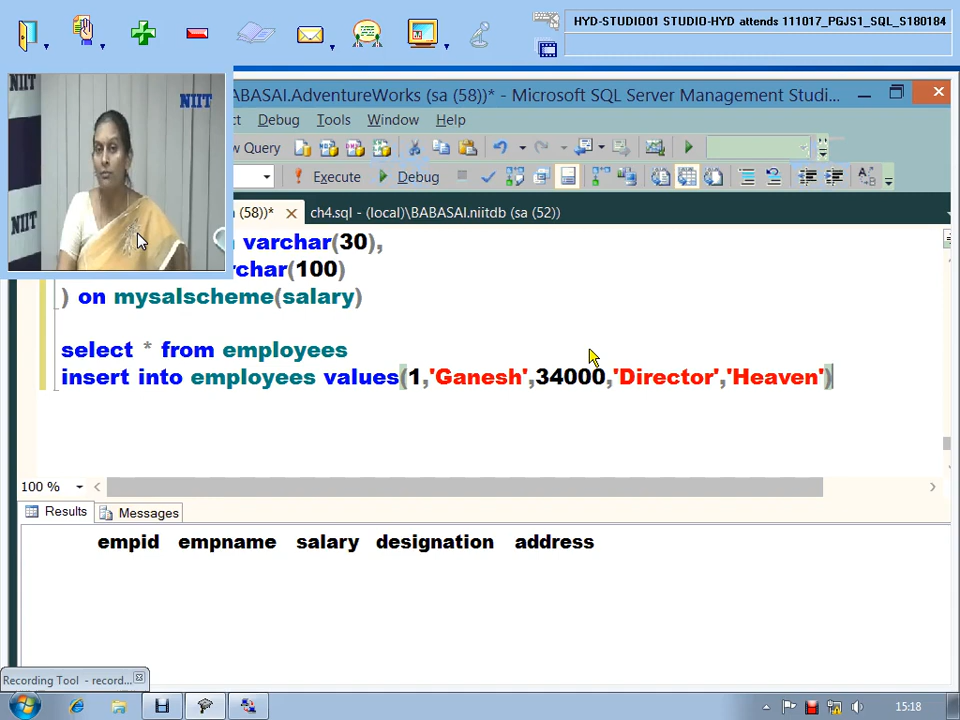 HYD-STUDIO01 STUDIO-HYD attends 111017_PGJS1_SQL_S180184
NIIT
NIIT
NIIT
BABASAI.AdventureWorks (sa (58))* - Microsoft SQL Server Management Studi...
Debug Tools Window Help
Query
Execute Debug
(58))* ch4.sql - (local)\BABASAI.niitdb (sa (52))
varchar(30),
rchar(100)
) on mysalscheme(salary)
select * from employees
insert into employees values(1,'Ganesh',34000,'Director','Heaven')
100 %
Results Messages
empid empname salary designation address
Recording Tool - record...
15:18